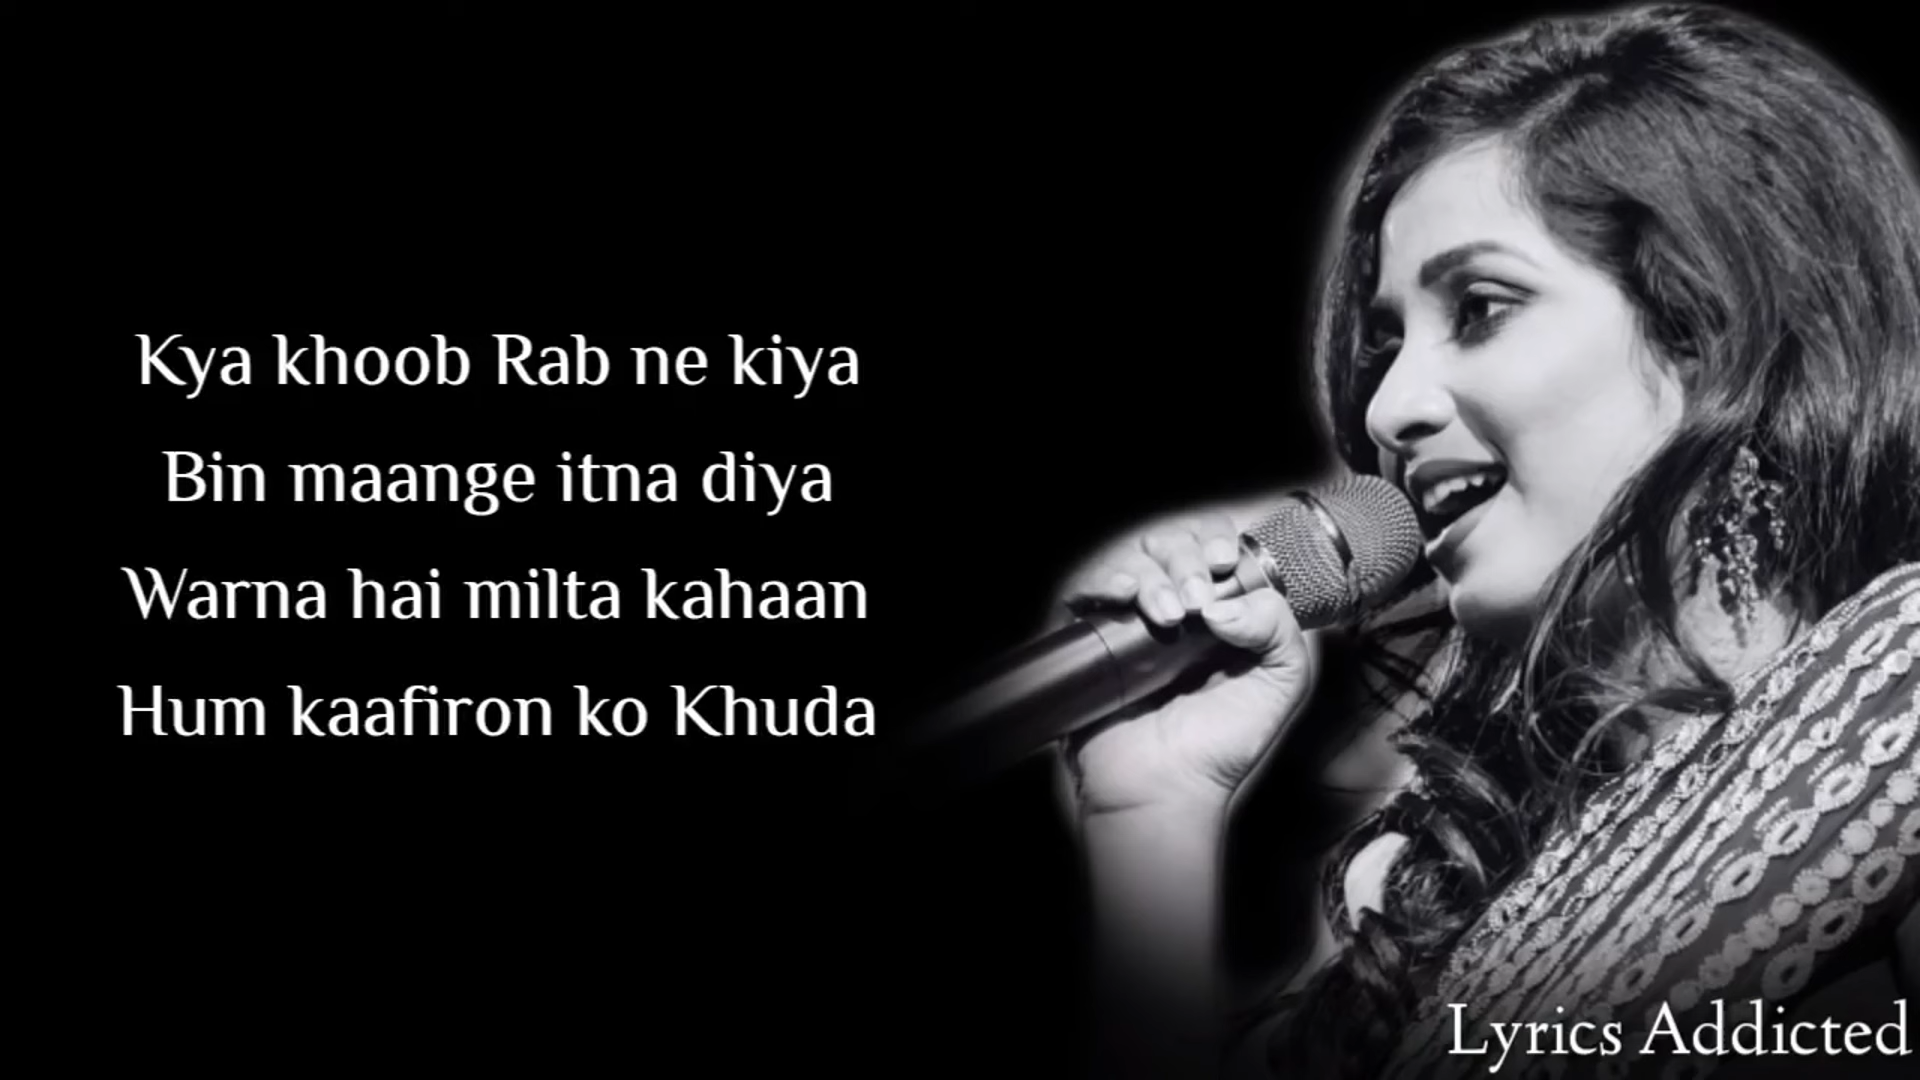 Kya khoob Rab ne kiya
Bin maange itna diya
Warna hai milta kahaan
Hum kaafiron ko Khuda
Lyrics Addicted